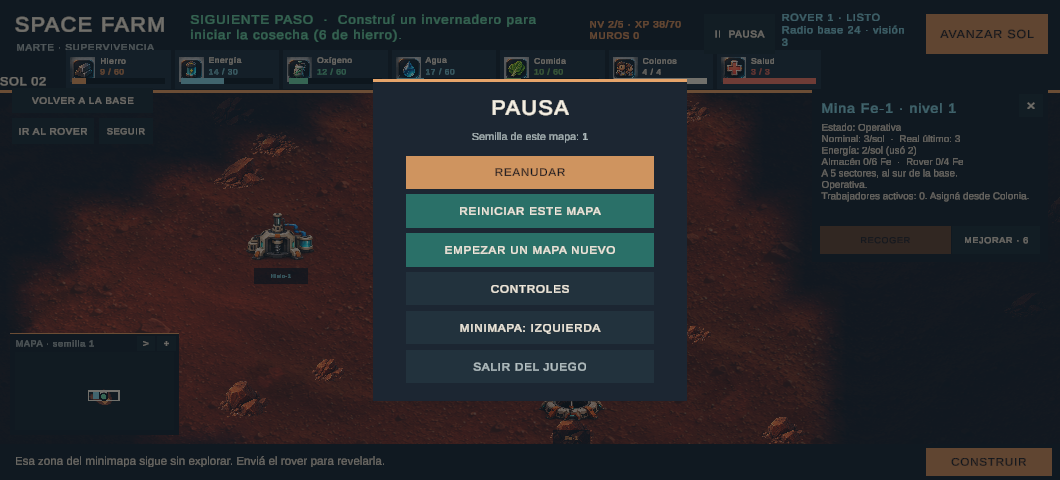 SPACE FARM
MARTE · SUPERVIVENCIA
SIGUIENTE PASO · Construí un invernadero para
iniciar la cosecha (6 de hierro).
NV 2/5 · XP 38/70
MUROS 0
II PAUSA
ROVER 1 · LISTO
Radio base 24 · visión
3
AVANZAR SOL
SOL 02
Hierro
9 / 60
Energía
14 / 30
Oxígeno
12 / 60
Agua
17 / 60
Comida
10 / 60
Colonos
4 / 4
Salud
3 / 3
VOLVER A LA BASE
IR AL ROVER
SEGUIR
PAUSA
Semilla de este mapa: 1
REANUDAR
REINICIAR ESTE MAPA
EMPEZAR UN MAPA NUEVO
CONTROLES
MINIMAPA: IZQUIERDA
SALIR DEL JUEGO
Mina Fe-1 · nivel 1
×
Estado: Operativa
Nominal: 3/sol · Real último: 3
Energía: 2/sol (usó 2)
Almacén 0/6 Fe · Rover 0/4 Fe
A 5 sectores, al sur de la base.
Operativa.
Trabajadores activos: 0. Asigná desde Colonia.
RECOGER
MEJORAR · 6
MAPA · semilla 1
>
+
Fe-1
Esa zona del minimapa sigue sin explorar. Enviá el rover para revelarla.
CONSTRUIR